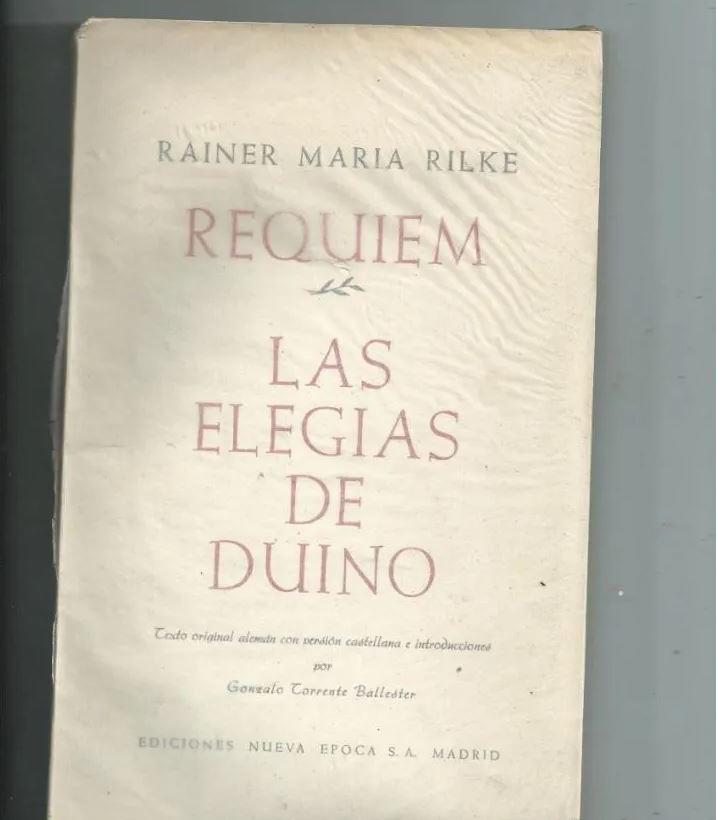 RAINER MARIA RILKE
REQUIEM
LAS
ELEGIAS
DE
DUINO
Texto original alemán con versión castellana e introducciones
por
Gonzalo Torrente Ballester
EDICIONES NUEVA EPOCA S.A. MADRID